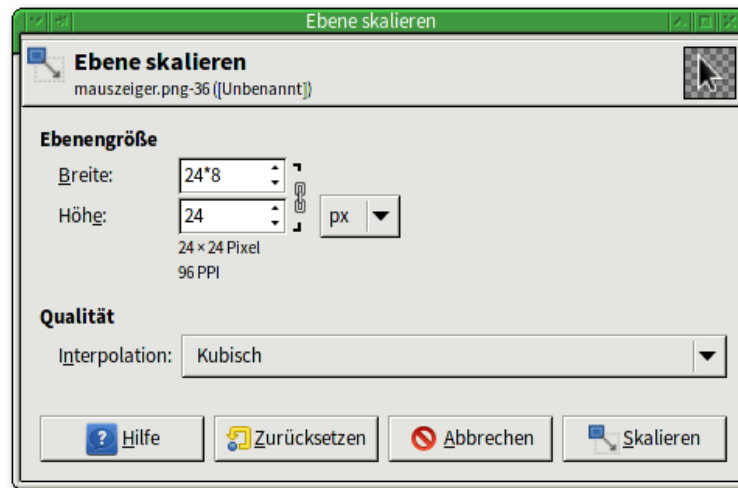 Ebene skalieren
Ebene skalieren
mauszeiger.png-36 ([Unbenannt])
Ebenengröße
Breite: 24*8
Höhe: 24 px
24 × 24 Pixel
96 PPI
Qualität
Interpolation: Kubisch
Hilfe Zurücksetzen Abbrechen Skalieren